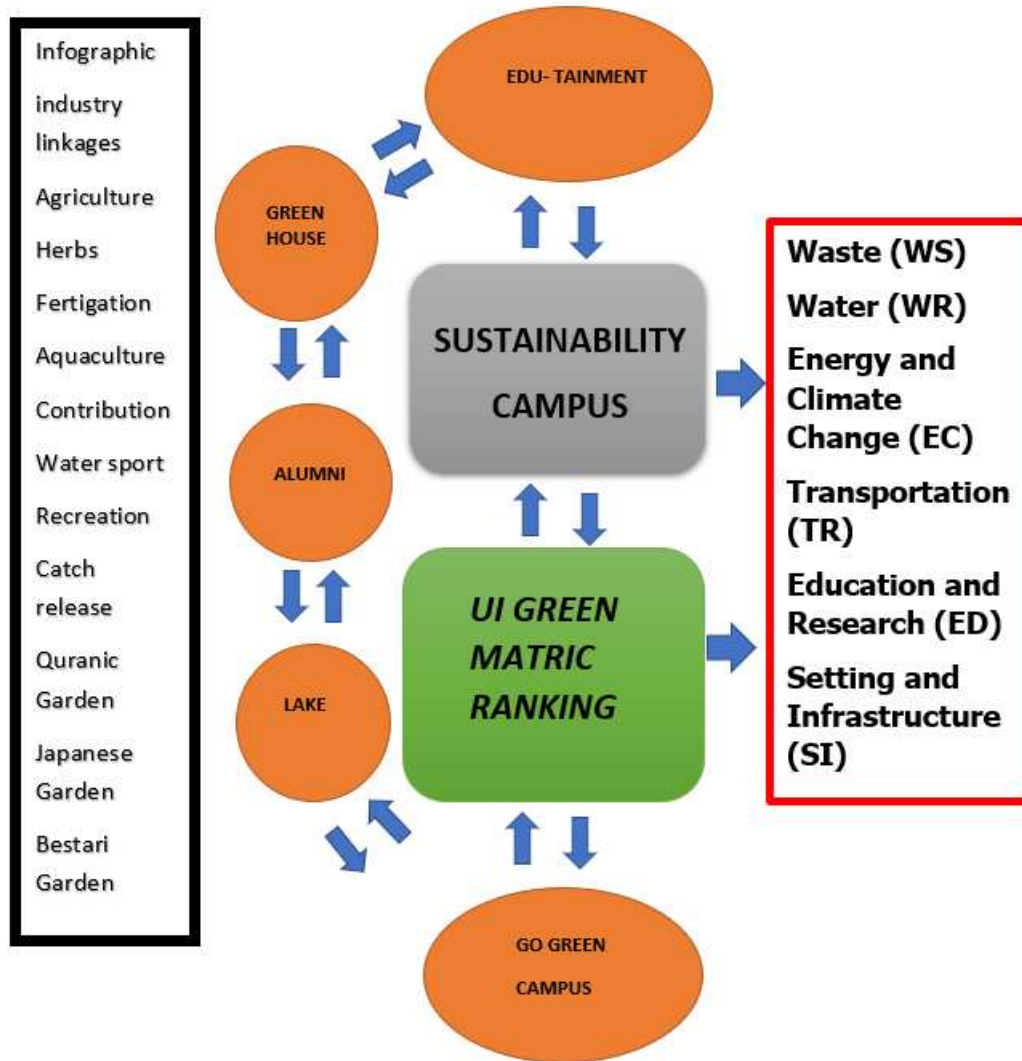 Infographic
industry
linkages
Agriculture
Herbs
Fertigation
Aquaculture
Contribution
Water sport
Recreation
Catch
release
Quranic
Garden
Japanese
Garden
Bestari
Garden
EDU- TAINMENT
GREEN
HOUSE
ALUMNI
LAKE
SUSTAINABILITY
CAMPUS
UI GREEN
MATRIC
RANKING
GO GREEN
CAMPUS
Waste (WS)
Water (WR)
Energy and
Climate
Change (EC)
Transportation
(TR)
Education and
Research (ED)
Setting and
Infrastructure
(SI)